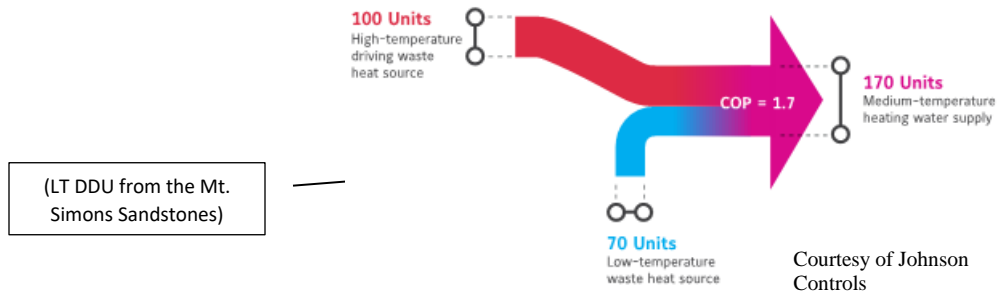 100 Units
High-temperature
driving waste
heat source
COP = 1.7
170 Units
Medium-temperature
heating water supply
(LT DDU from the Mt.
Simons Sandstones)
70 Units
Low-temperature
waste heat source
Courtesy of Johnson
Controls